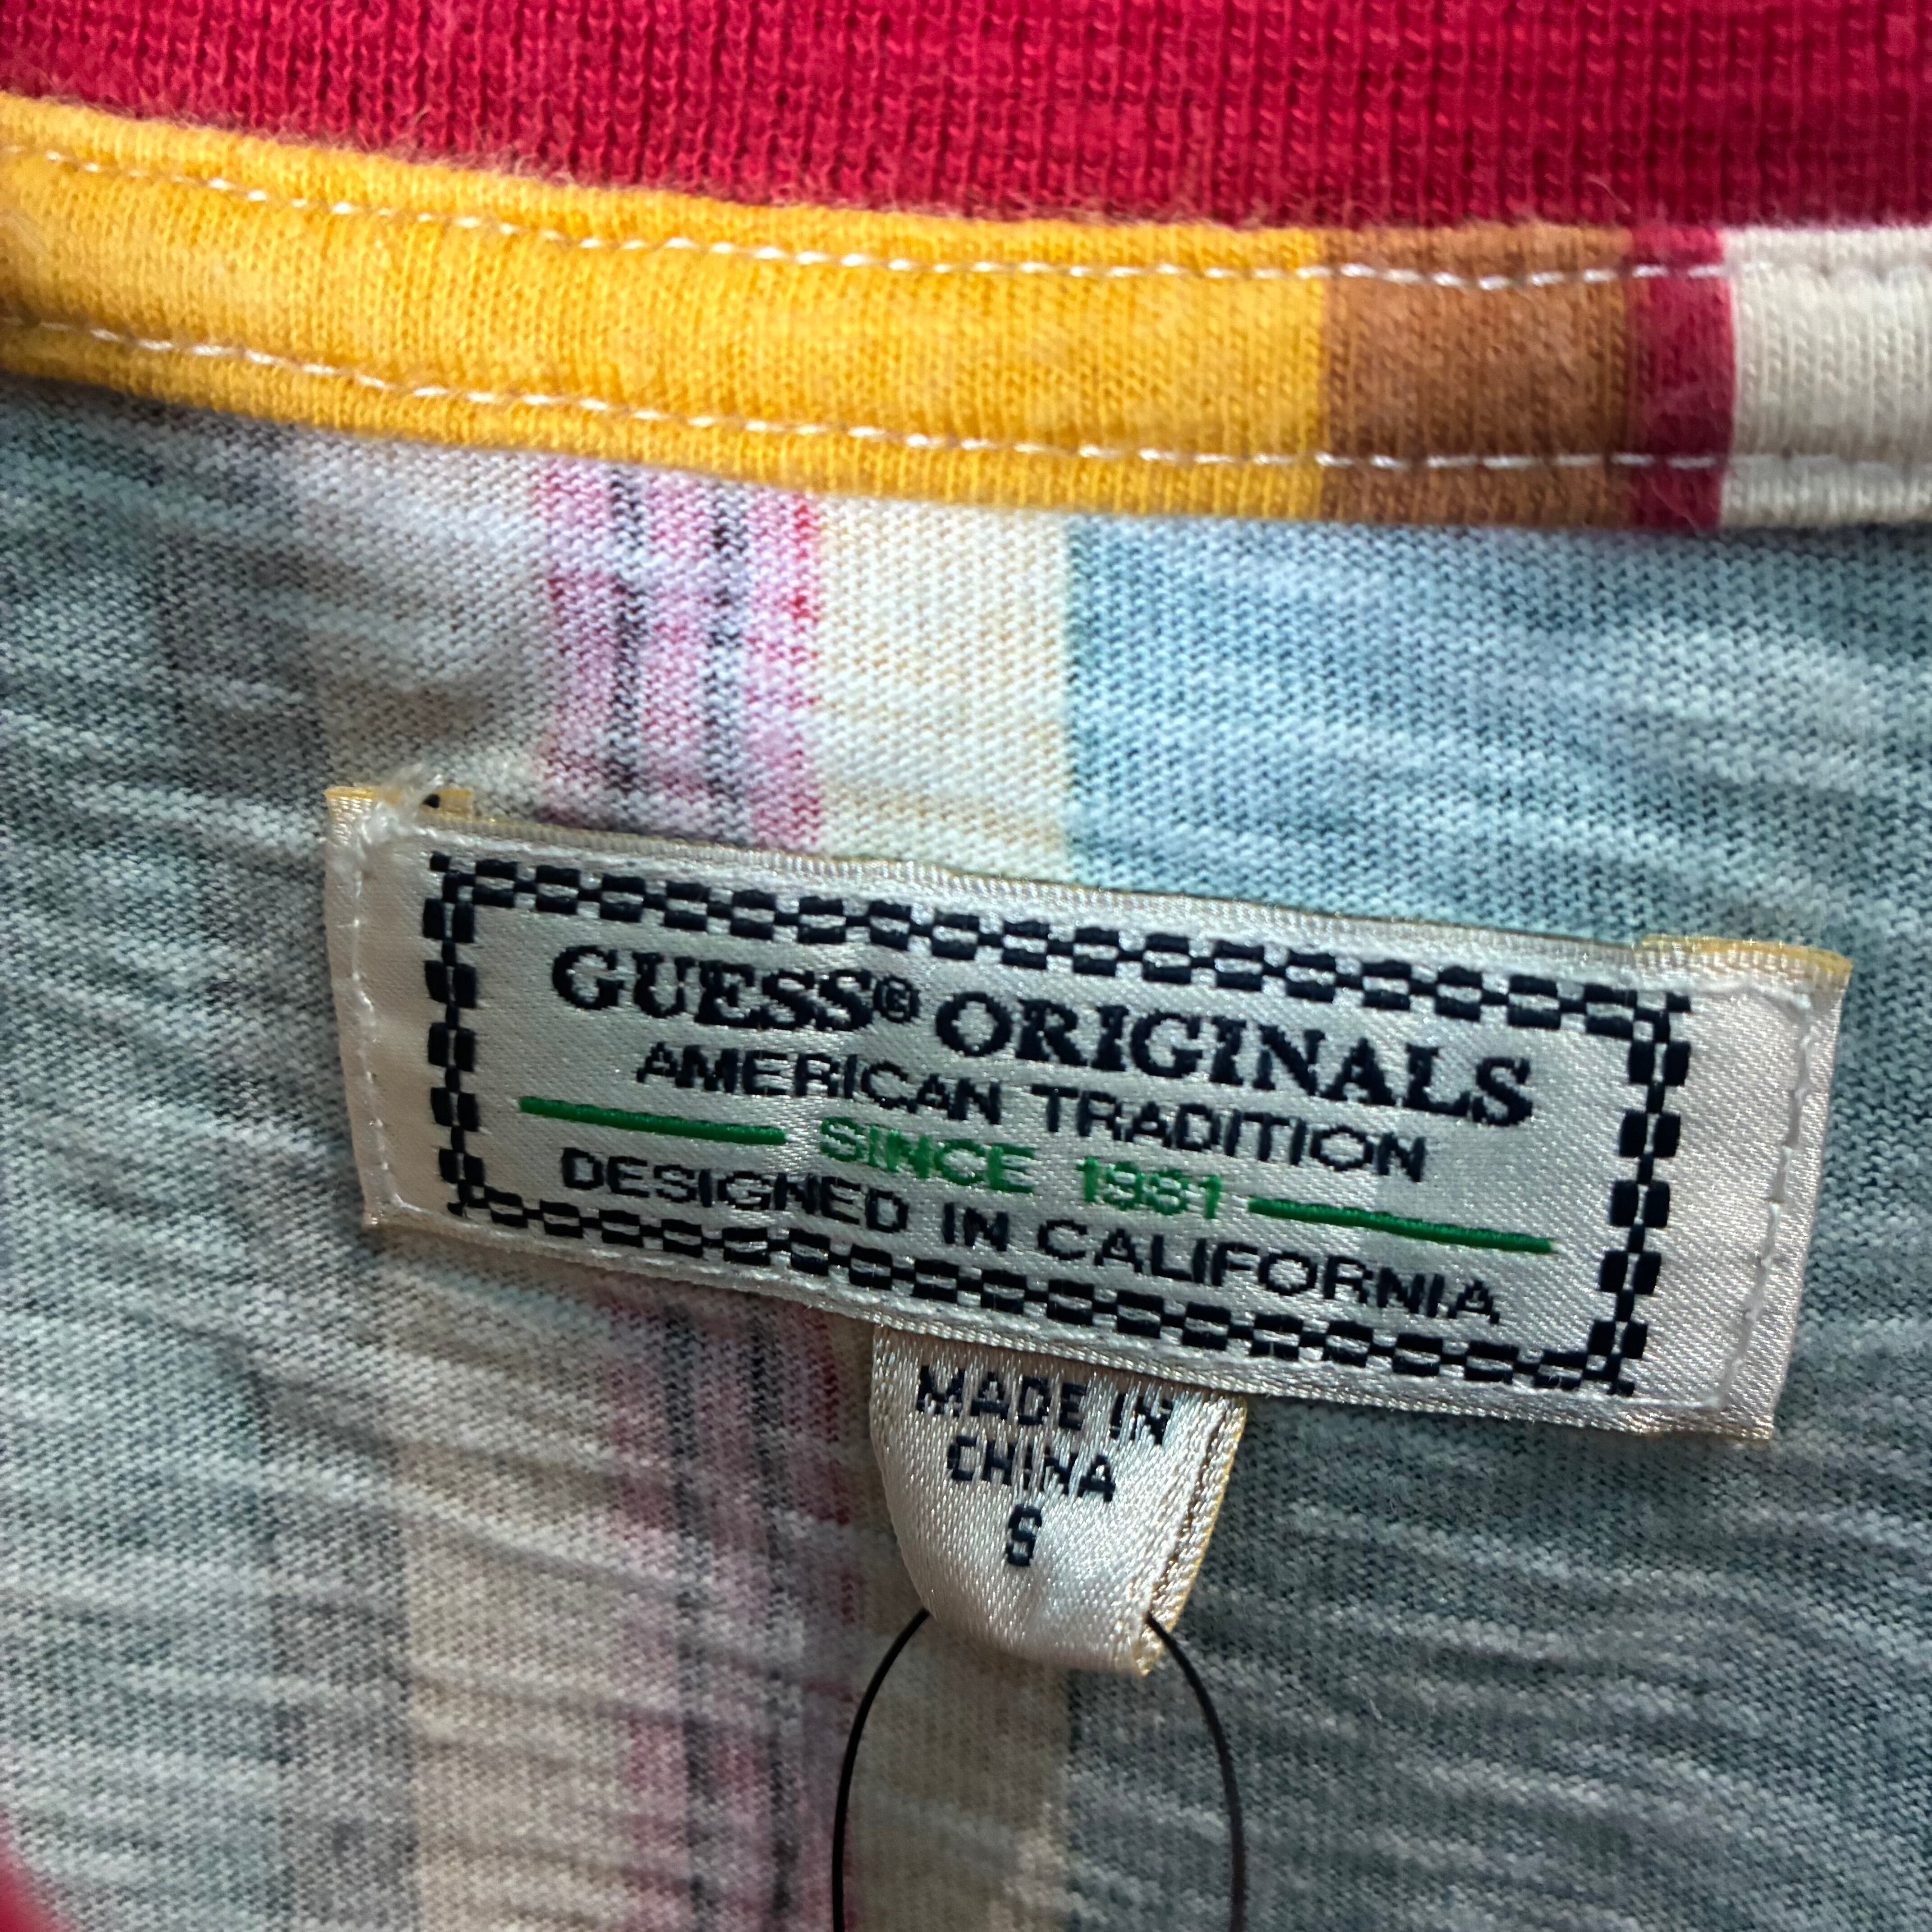 GUESS® ORIGINALS
AMERICAN TRADITION
SINCE 1981
DESIGNED IN CALIFORNIA
MADE IN
CHINA
S